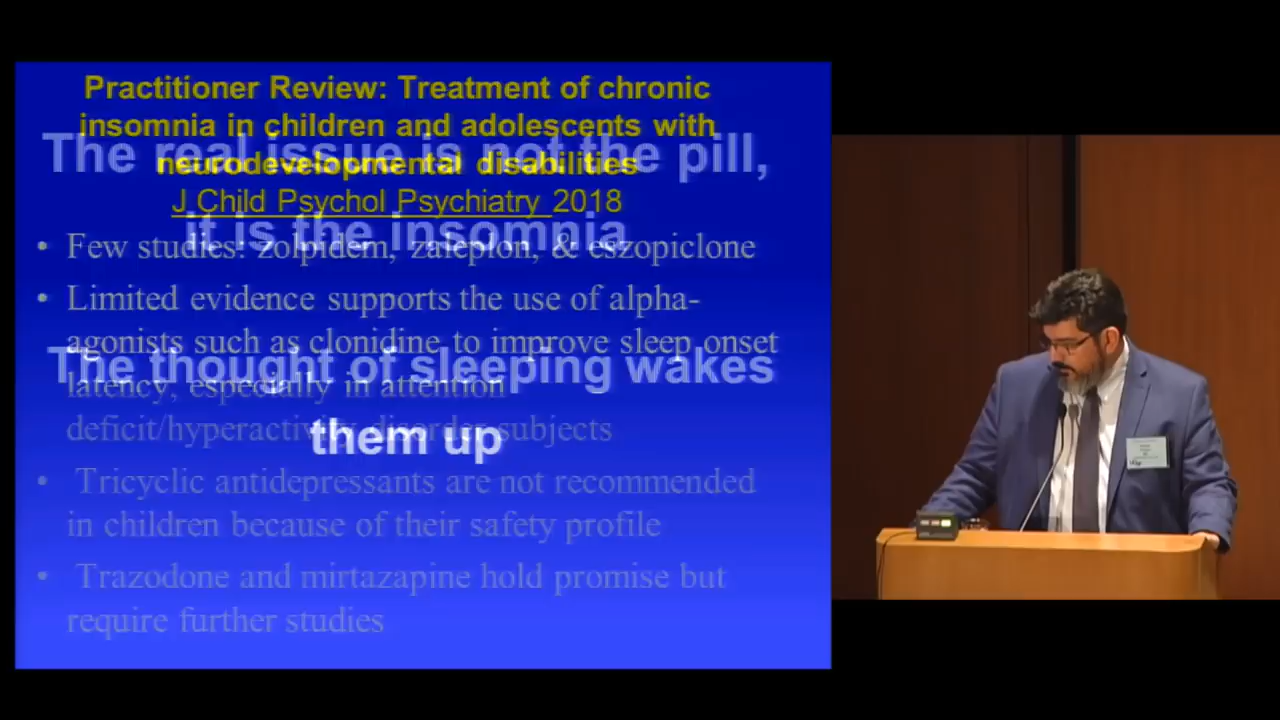 Practitioner Review: Treatment of chronic
insomnia in children and adolescents with
neurodevelopmental disabilities
J Child Psychol Psychiatry 2018
• Few studies: zolpidem, zaleplon, & eszopiclone
• Limited evidence supports the use of alpha-
agonists such as clonidine to improve sleep onset
latency, especially in attention
deficit/hyperactivity disorder subjects
• Tricyclic antidepressants are not recommended
in children because of their safety profile
• Trazodone and mirtazapine hold promise but
require further studies
The real issue is not the pill,
it is the insomnia
The thought of sleeping wakes
them up